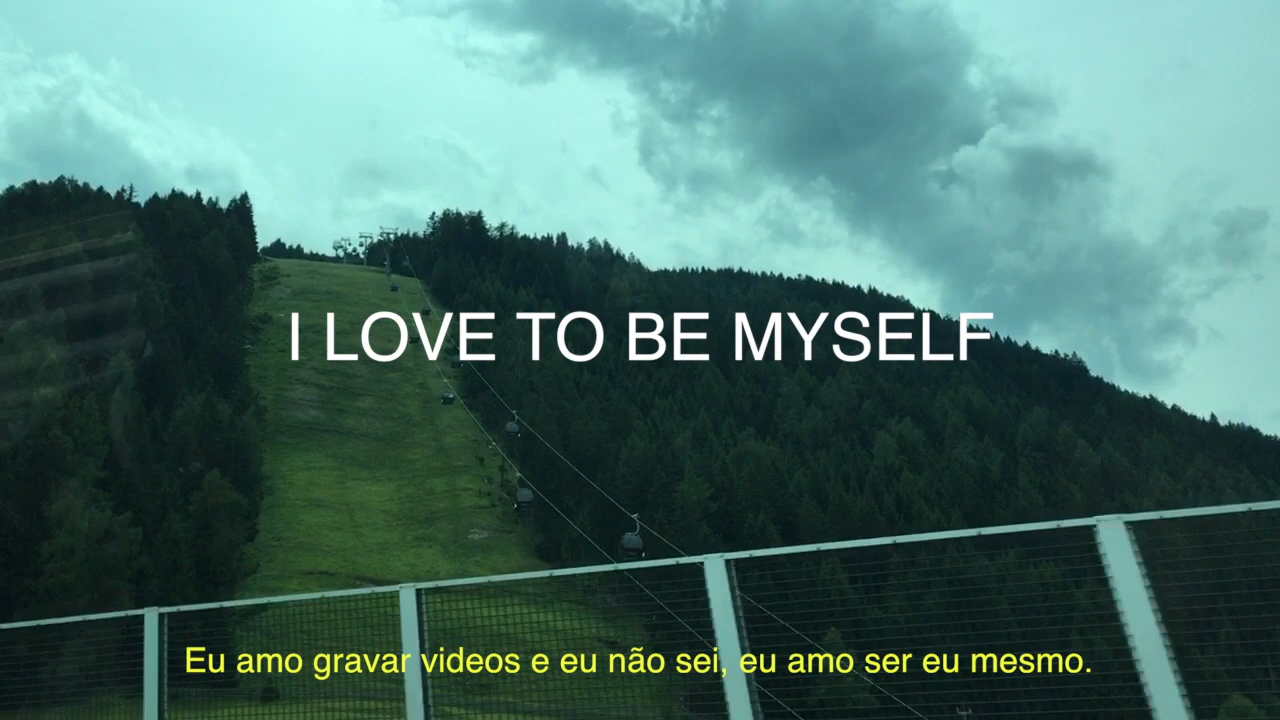 I LOVE TO BE MYSELF
Eu amo gravar videos e eu não sei, eu amo ser eu mesmo.